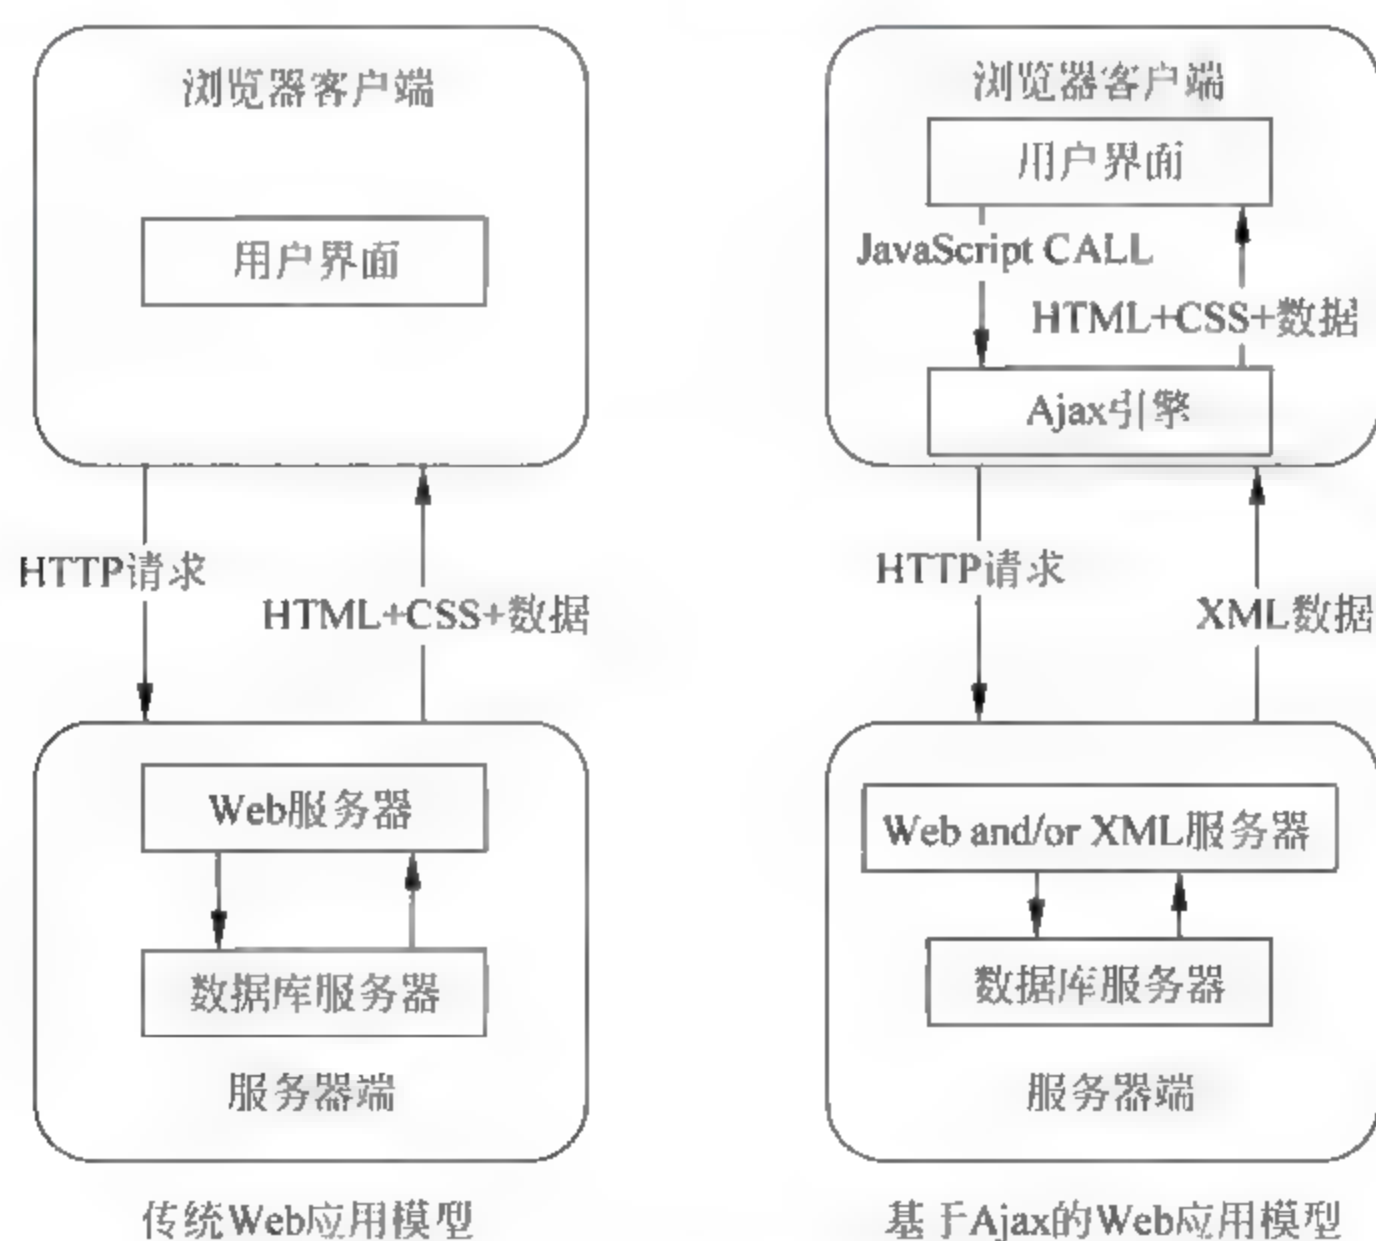 浏览器客户端
用户界面
HTTP请求
HTML+CSS+数据
Web服务器
数据库服务器
服务器端
传统Web应用模型
浏览器客户端
用户界面
JavaScript CALL
HTML+CSS+数据
Ajax引擎
HTTP请求
XML数据
Web and/or XML服务器
数据库服务器
服务器端
基于Ajax的Web应用模型